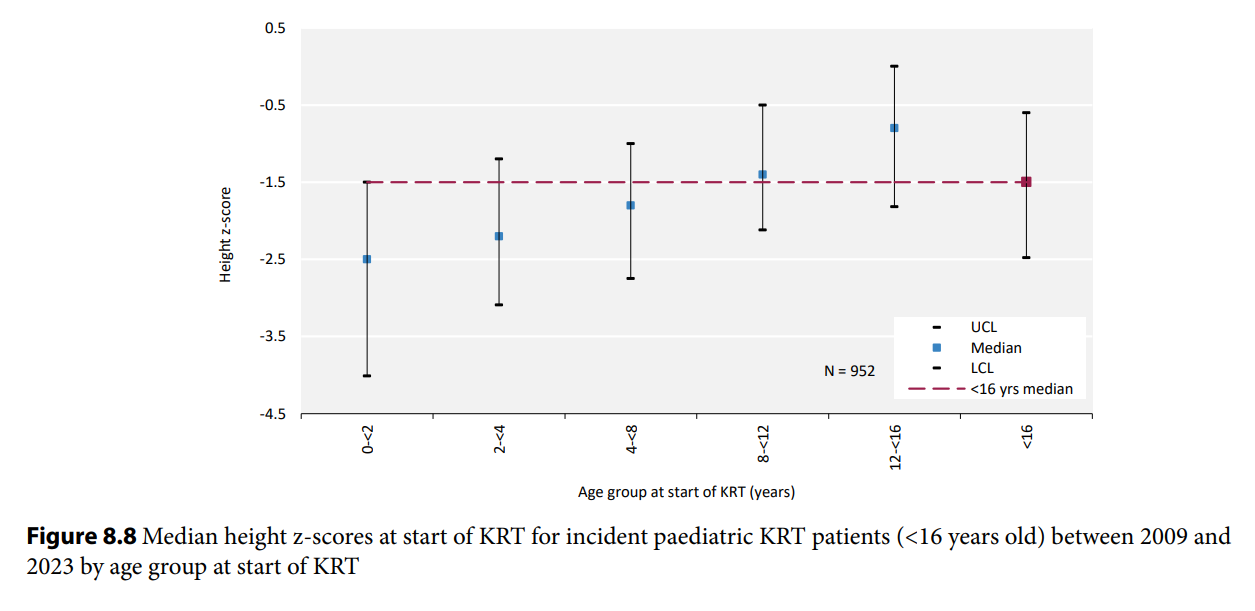 0.5
-0.5
-1.5
-2.5
-3.5
-4.5
Height z-score
UCL
Median
LCL
<16 yrs median
N = 952
0-<2
2-<4
4-<8
8-<12
12-<16
<16
Age group at start of KRT (years)
Figure 8.8 Median height z-scores at start of KRT for incident paediatric KRT patients (<16 years old) between 2009 and
2023 by age group at start of KRT